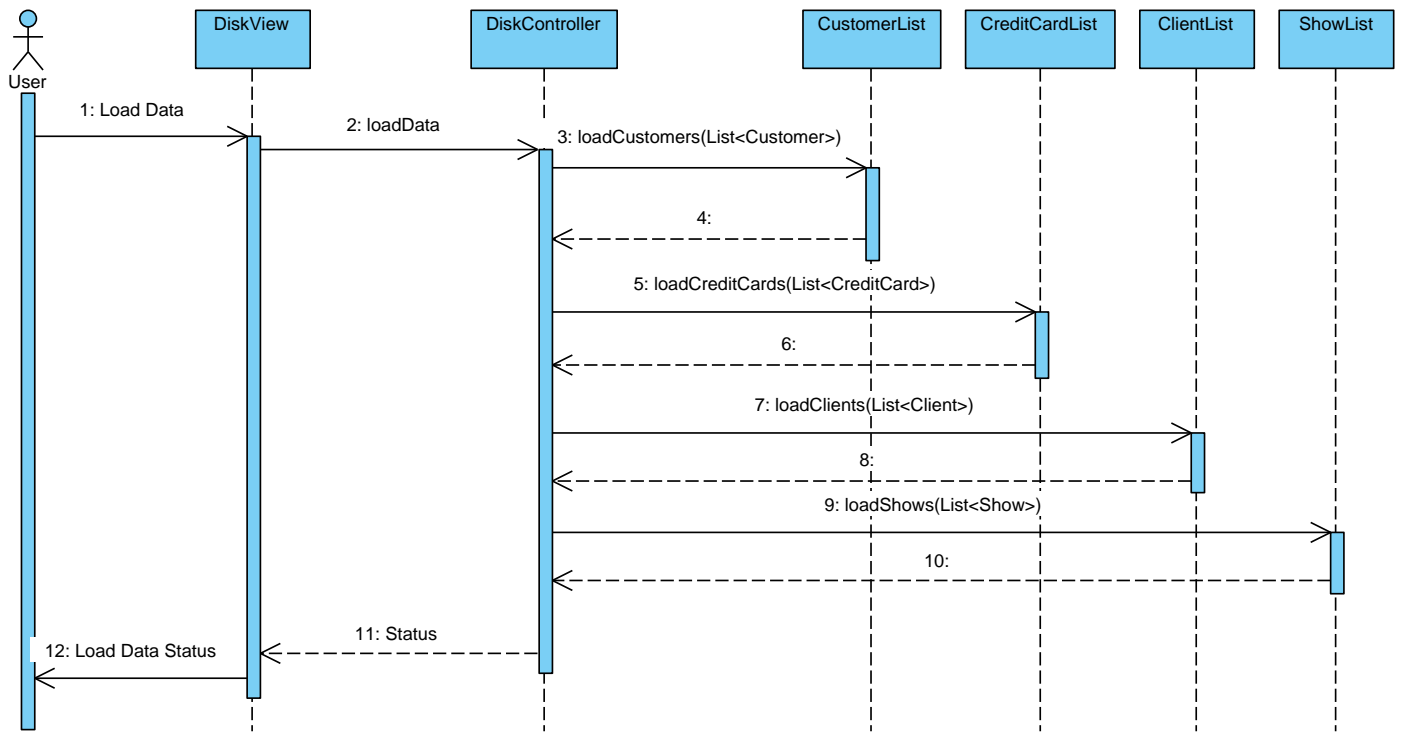 DiskView
DiskController
CustomerList
CreditCardList
ClientList
ShowList
User
1: Load Data
2: loadData
3: loadCustomers(List<Customer>)
4:
5: loadCreditCards(List<CreditCard>)
6:
7: loadClients(List<Client>)
8:
9: loadShows(List<Show>)
10:
11: Status
12: Load Data Status